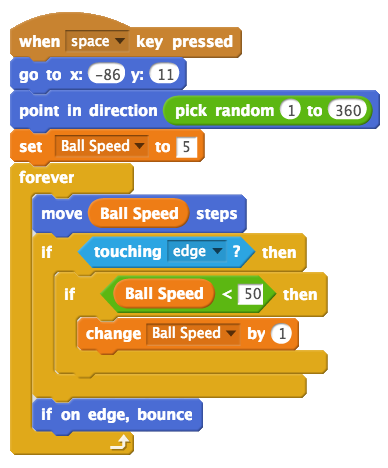 when space key pressed
go to x: -86 y: 11
point in direction pick random 1 to 360
set Ball Speed to 5
forever
move Ball Speed steps
if touching edge ? then
if Ball Speed < 50 then
change Ball Speed by 1
if on edge, bounce